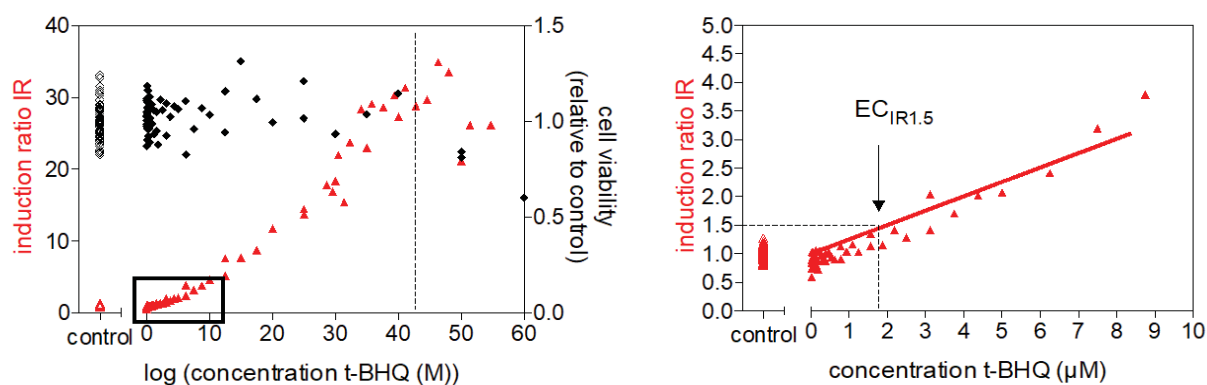 40
30
20
10
0
induction ratio IR
1.5
1.0
0.5
0.0
cell viability
(relative to control)
control
0 10 20 30 40 50 60
log (concentration t-BHQ (M))
5.0
4.5
4.0
3.5
3.0
2.5
2.0
1.5
1.0
0.5
0.0
induction ratio IR
ECIR1.5
control
0 1 2 3 4 5 6 7 8 9 10
concentration t-BHQ (µM)